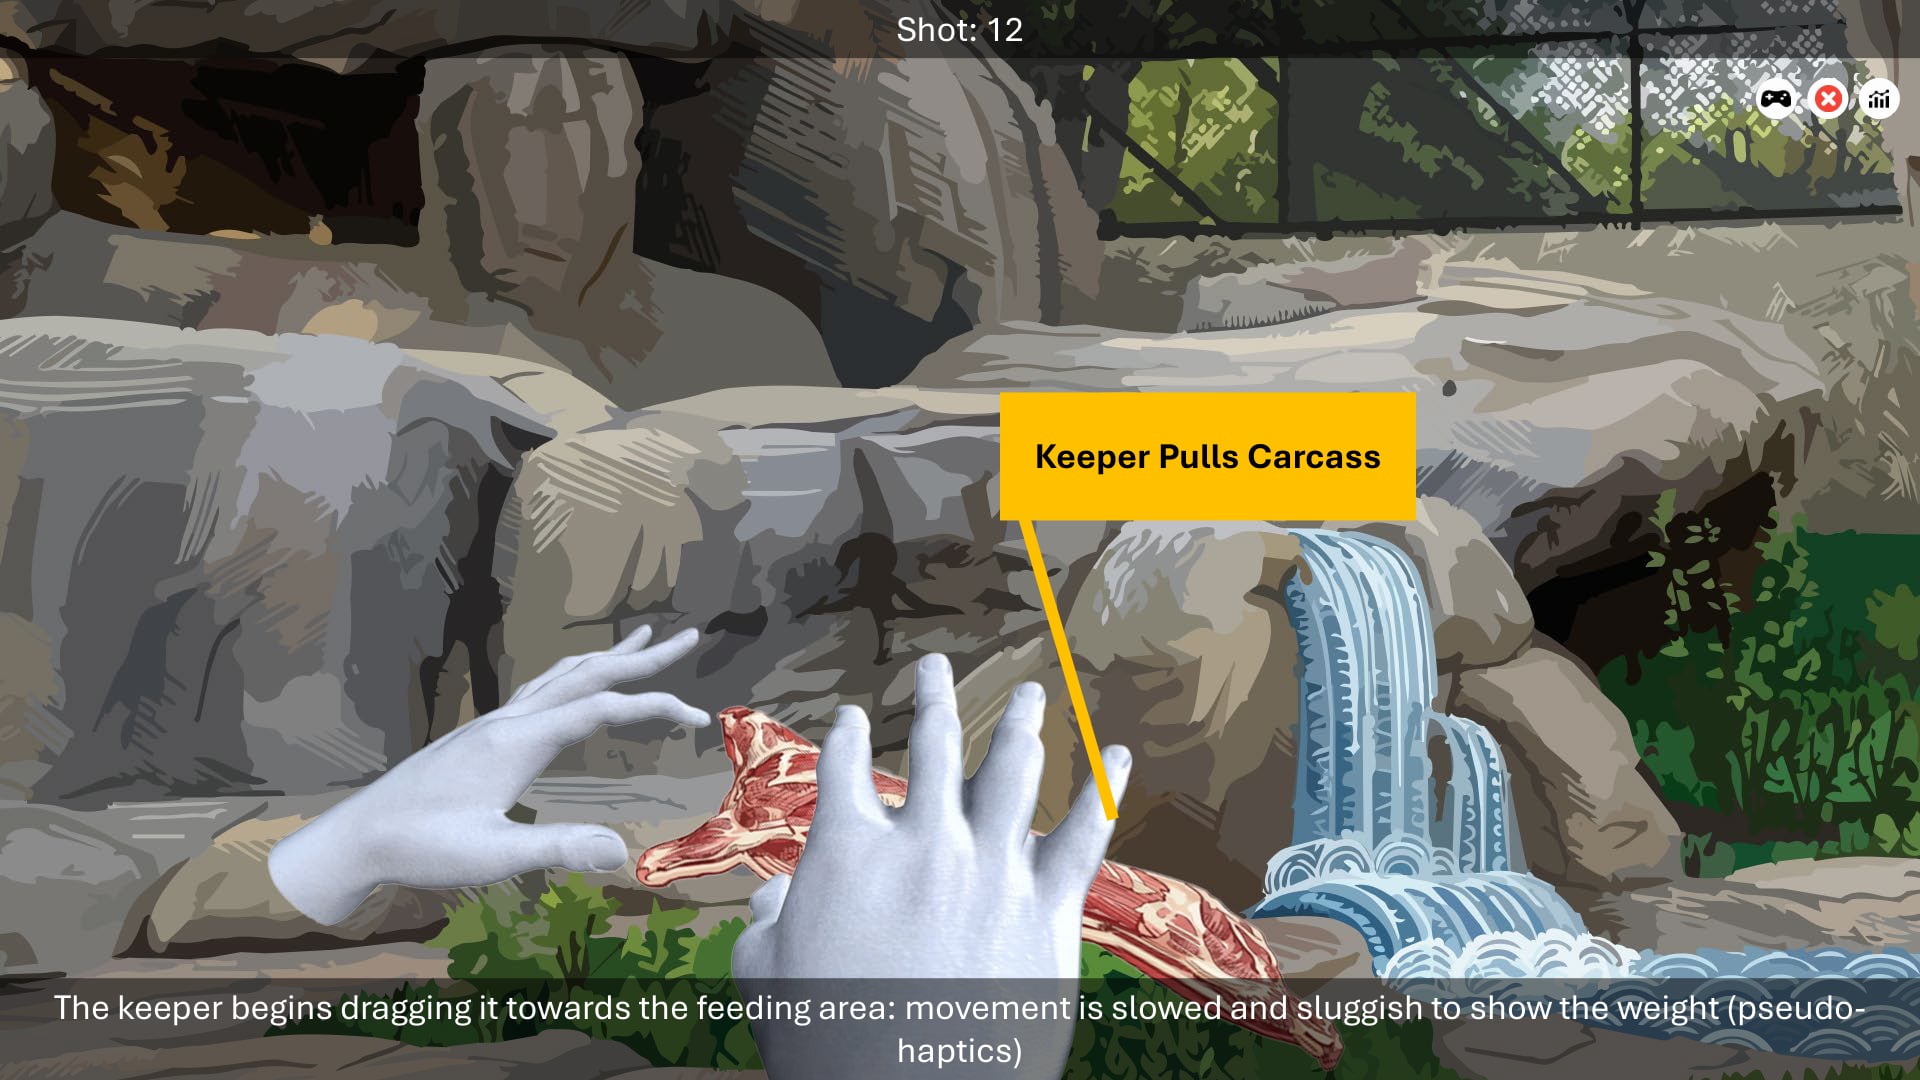 Shot: 12
Keeper Pulls Carcass
The keeper begins dragging it towards the feeding area: movement is slowed and sluggish to show the weight (pseudo-
haptics)